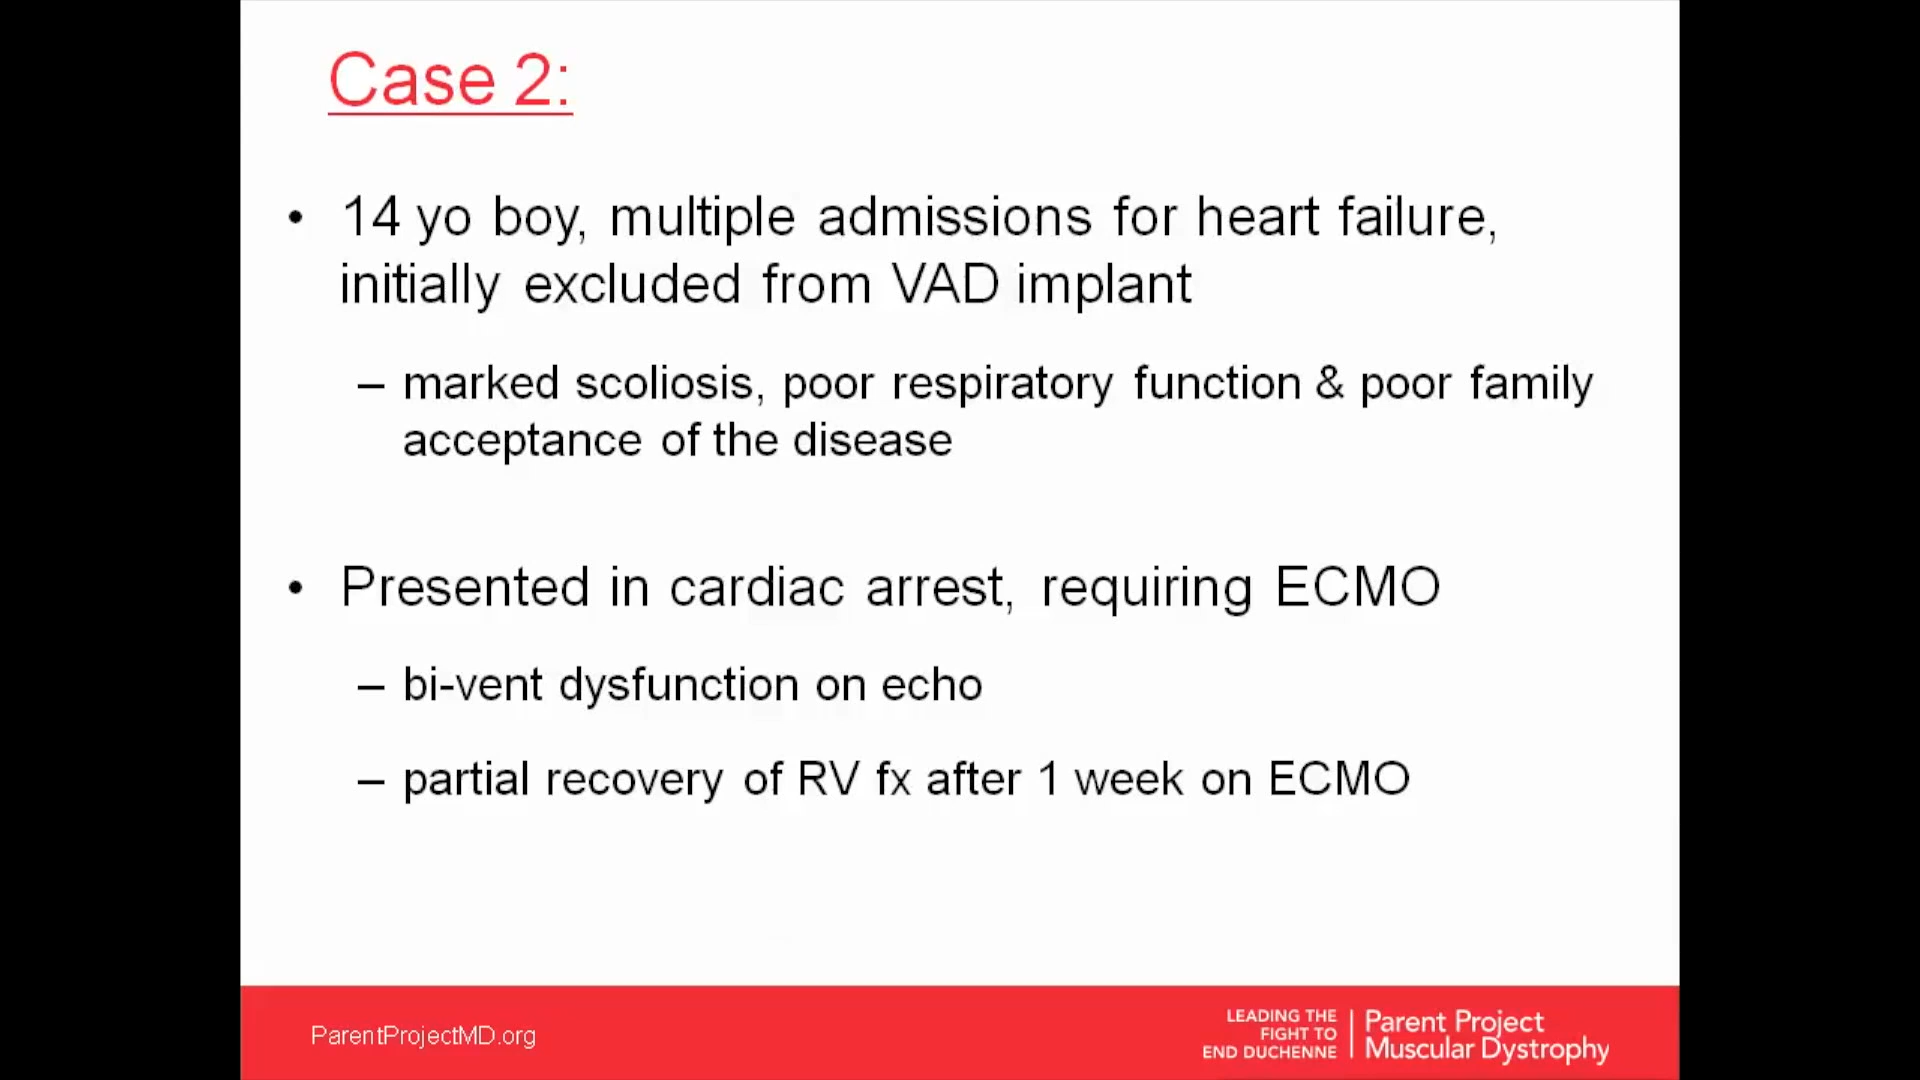 Case 2:
• 14 yo boy, multiple admissions for heart failure,
initially excluded from VAD implant
– marked scoliosis, poor respiratory function & poor family
acceptance of the disease
• Presented in cardiac arrest, requiring ECMO
– bi-vent dysfunction on echo
– partial recovery of RV fx after 1 week on ECMO
ParentProjectMD.org
LEADING THE
FIGHT TO
END DUCHENNE
Parent Project
Muscular Dystrophy